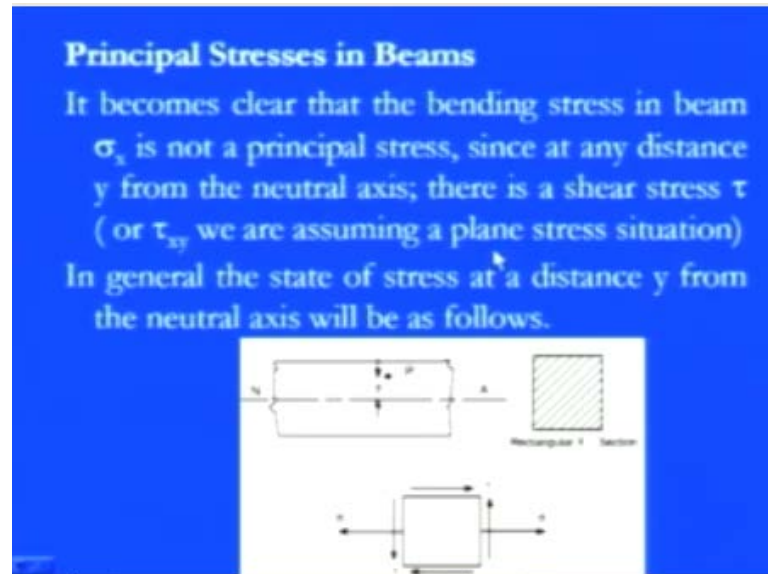 Principal Stresses in Beams
It becomes clear that the bending stress in beam
σx is not a principal stress, since at any distance
y from the neutral axis; there is a shear stress τ
( or τxy we are assuming a plane stress situation)
In general the state of stress at a distance y from
the neutral axis will be as follows.
N A
Rectangular Section